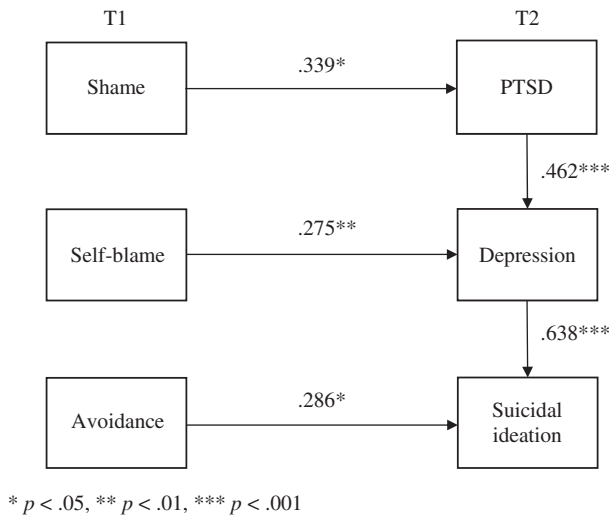 T1 T2
.339*
Shame PTSD
.462***
.275**
Self-blame Depression
.638***
.286*
Avoidance Suicidal
ideation
* p < .05, ** p < .01, *** p < .001